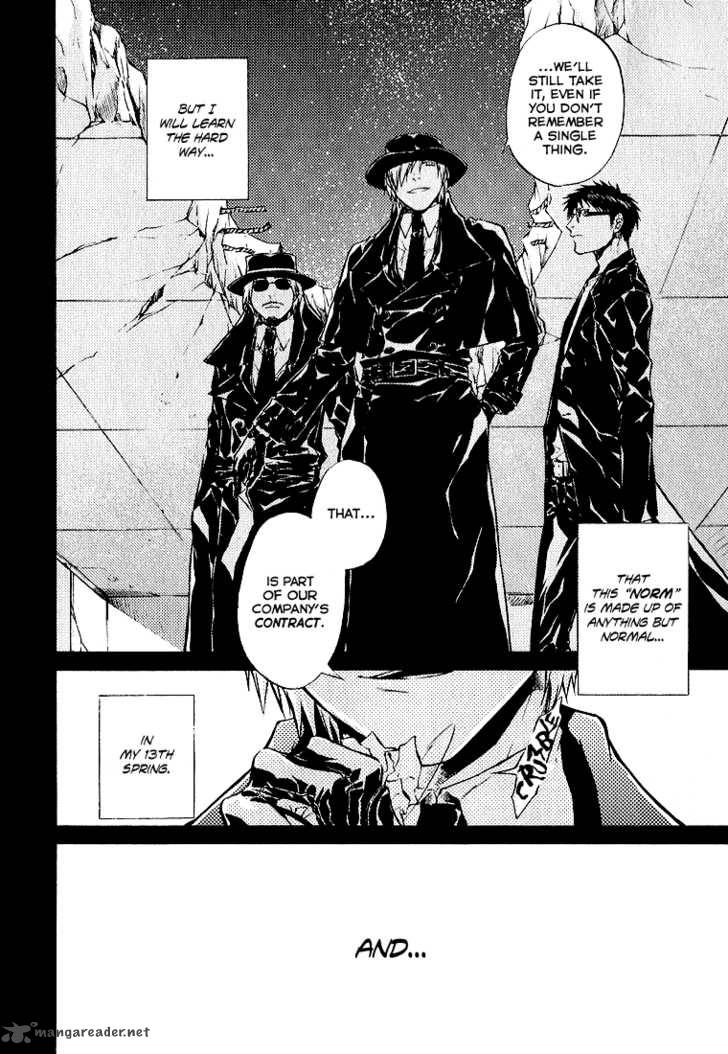 ...WE'LL
STILL TAKE
IT, EVEN IF
YOU DON'T
REMEMBER
A SINGLE
THING.
BUT I
WILL LEARN
THE HARD
WAY...
THAT...
IS PART
OF OUR
COMPANY'S
CONTRACT.
THAT
THIS "NORM"
IS MADE UP OF
ANYTHING BUT
NORMAL...
CRUMPLE
IN
MY 13TH
SPRING.
AND...
mangareader.net